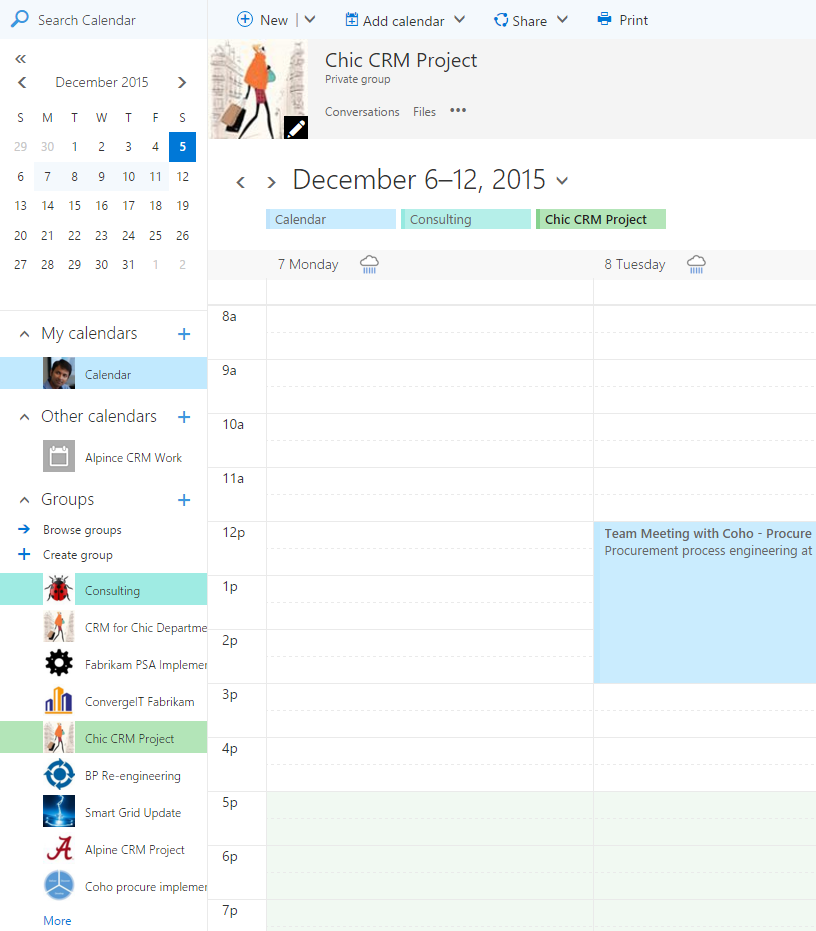 Search Calendar
New
Add calendar
Share
Print
«
December 2015
S M T W T F S
29 30 1 2 3 4 5
6 7 8 9 10 11 12
13 14 15 16 17 18 19
20 21 22 23 24 25 26
27 28 29 30 31 1 2
My calendars
Calendar
Other calendars
Alpince CRM Work
Groups
Browse groups
Create group
Consulting
CRM for Chic Departme
Fabrikam PSA Implemer
ConvergeIT Fabrikam
Chic CRM Project
BP Re-engineering
Smart Grid Update
A
Alpine CRM Project
Coho procure implemer
More
Chic CRM Project
Private group
Conversations Files •••
December 6–12, 2015
Calendar
Consulting
Chic CRM Project
7 Monday
8 Tuesday
8a
9a
10a
11a
12p
Team Meeting with Coho - Procure
Procurement process engineering at
1p
2p
3p
4p
5p
6p
7p